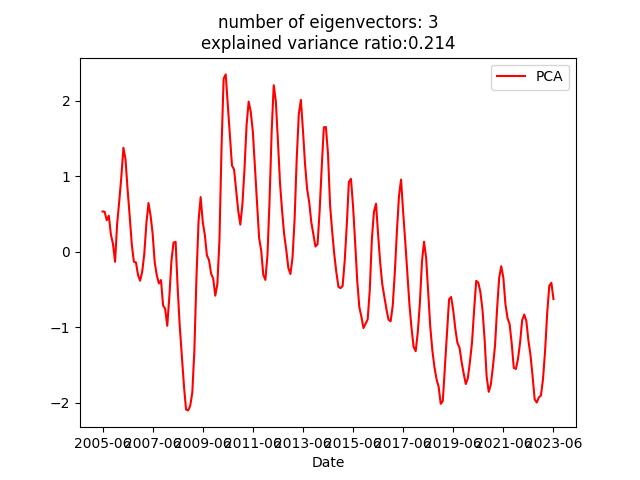 number of eigenvectors: 3
explained variance ratio:0.214
PCA
2
1
0
−1
−2
2005-06 2007-06 2009-06 2011-06 2013-06 2015-06 2017-06 2019-06 2021-06 2023-06
Date